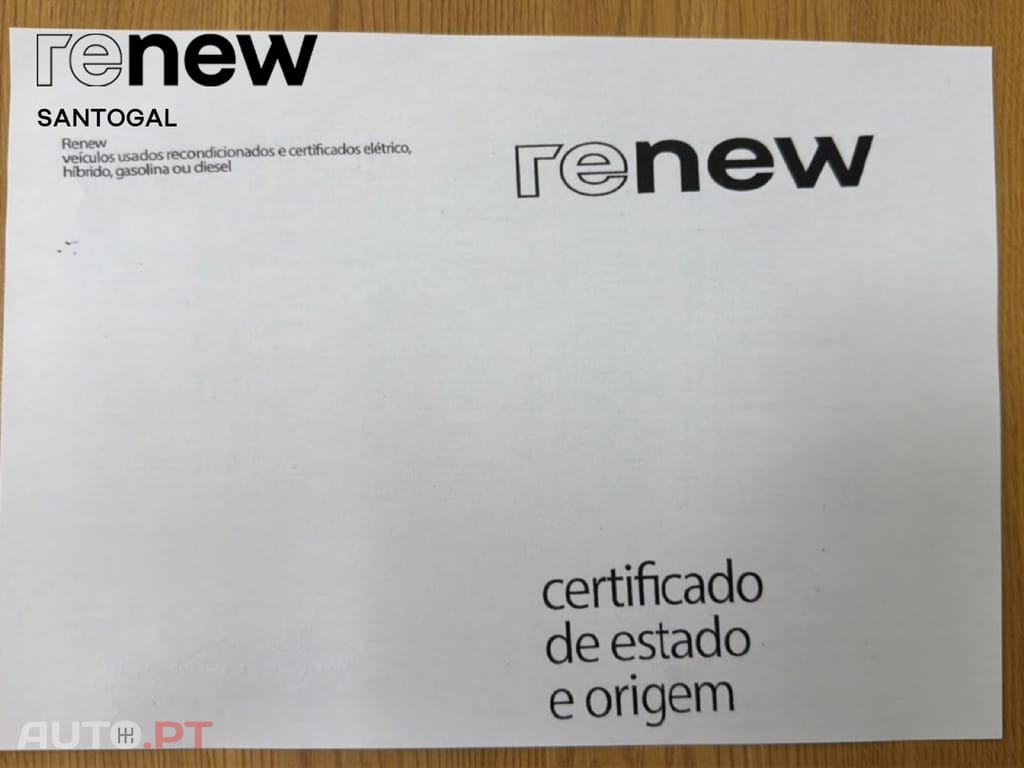 renew
SANTOGAL
Renew
veículos usados recondicionados e certificados elétrico,
híbrido, gasolina ou diesel
renew
certificado
de estado
e origem
AUTO.PT